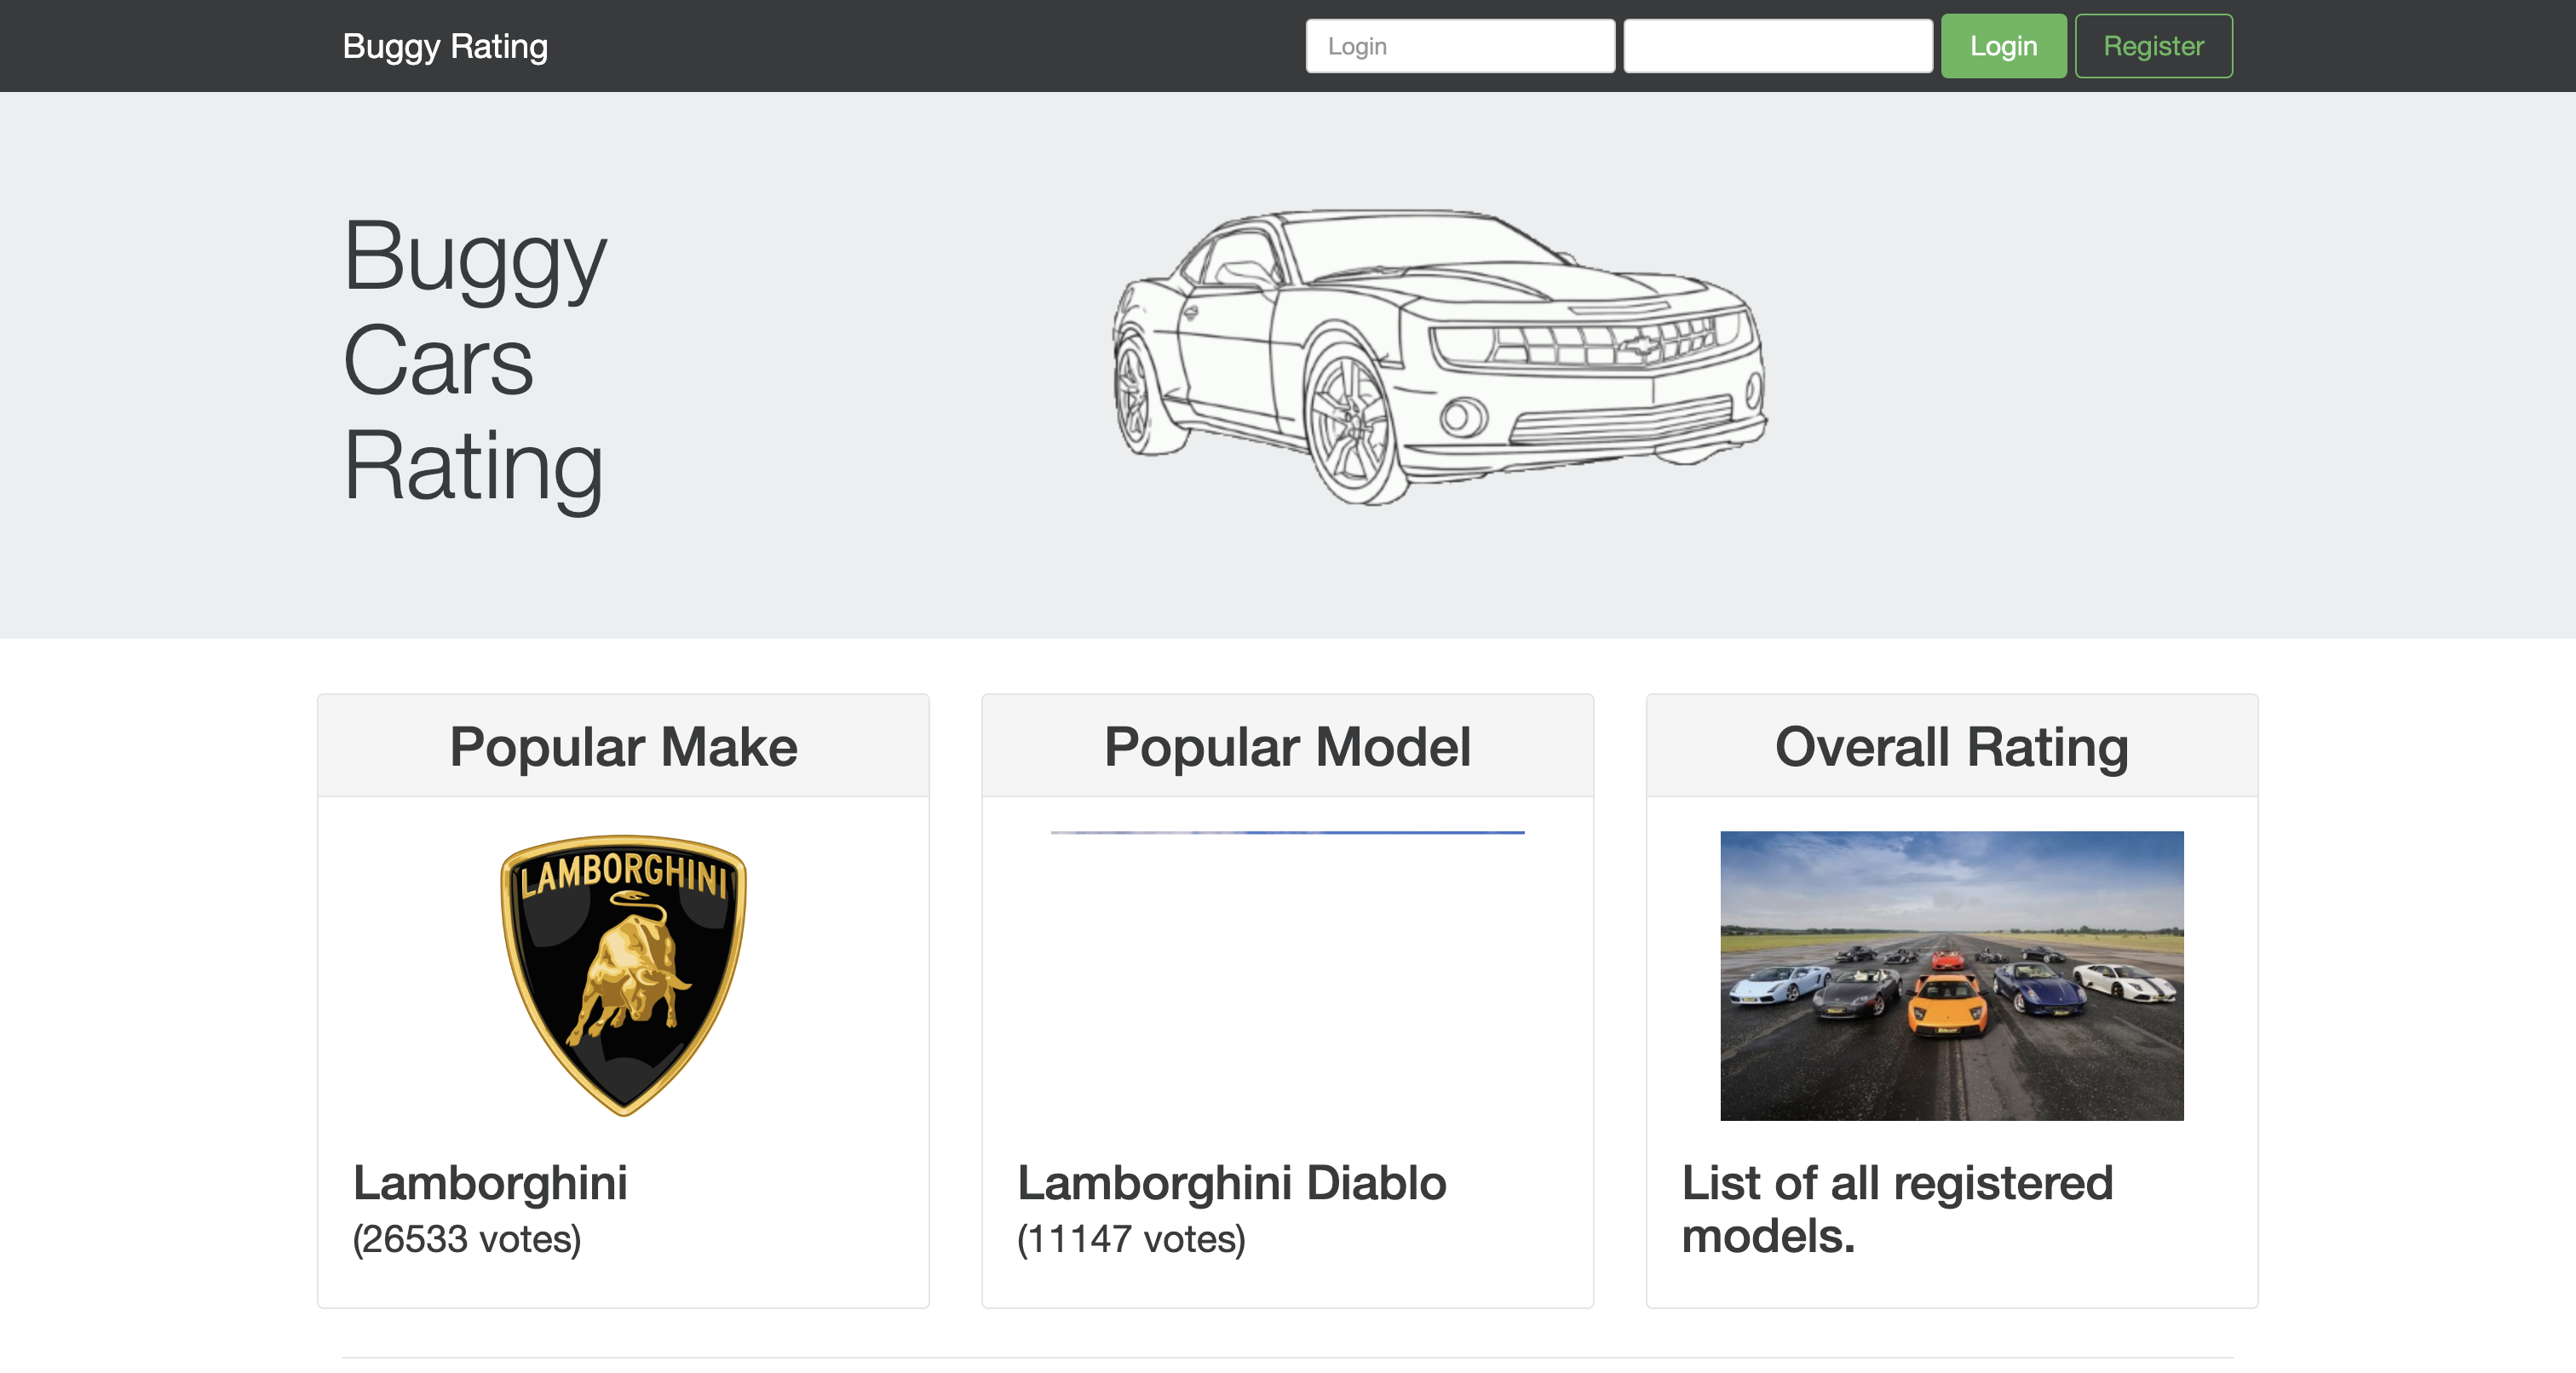 Buggy Rating
Login
Login
Register
Buggy
Cars
Rating
Popular Make
Popular Model
Overall Rating
LAMBORGHINI
Lamborghini
(26533 votes)
Lamborghini Diablo
(11147 votes)
List of all registered
models.